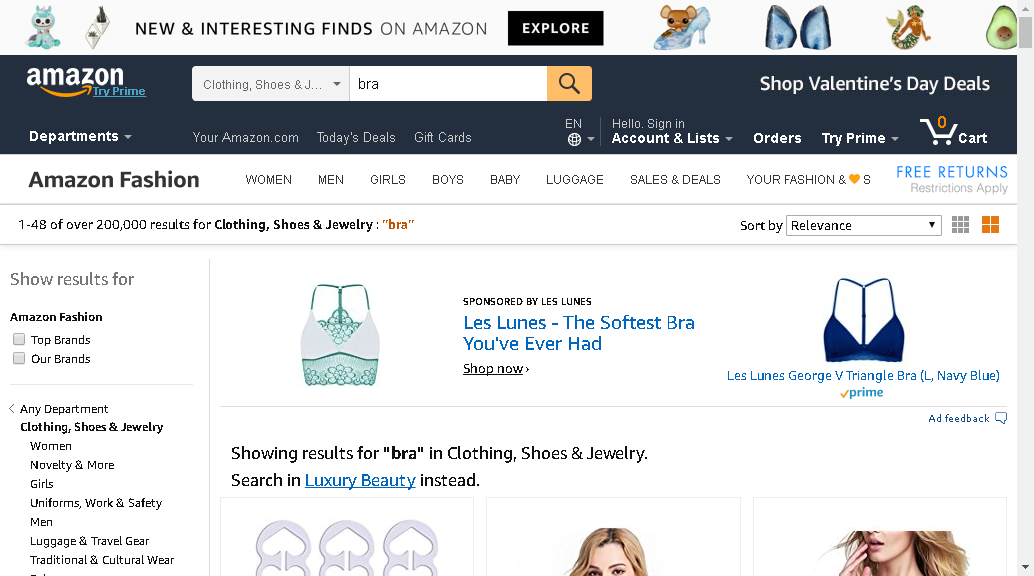 NEW & INTERESTING FINDS ON AMAZON EXPLORE
amazon
Try Prime
Clothing, Shoes & J... bra
Shop Valentine's Day Deals
Departments
Your Amazon.com Today's Deals Gift Cards
EN
Hello. Sign in
Account & Lists
Orders
Try Prime
0
Cart
Amazon Fashion
WOMEN MEN GIRLS BOYS BABY LUGGAGE SALES & DEALS YOUR FASHION & S
FREE RETURNS
Restrictions Apply
1-48 of over 200,000 results for Clothing, Shoes & Jewelry : "bra"
Sort by Relevance
Show results for
Amazon Fashion
Top Brands
Our Brands
Any Department
Clothing, Shoes & Jewelry
Women
Novelty & More
Girls
Uniforms, Work & Safety
Men
Luggage & Travel Gear
Traditional & Cultural Wear
SPONSORED BY LES LUNES
Les Lunes - The Softest Bra
You've Ever Had
Shop now ›
Les Lunes George V Triangle Bra (L, Navy Blue)
prime
Ad feedback
Showing results for "bra" in Clothing, Shoes & Jewelry.
Search in Luxury Beauty instead.